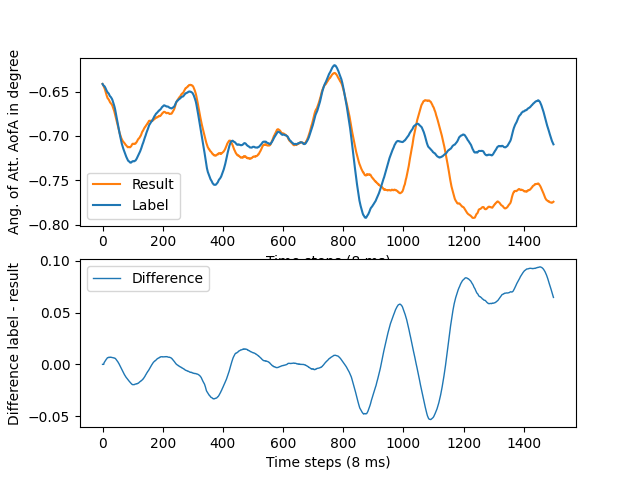 Ang. of Att. AofA in degree
−0.65
−0.70
−0.75
−0.80
Result
Label
0 200 400 600 800 1000 1200 1400
Time steps (8 ms)
Difference label - result
0.10
0.05
0.00
−0.05
Difference
0 200 400 600 800 1000 1200 1400
Time steps (8 ms)